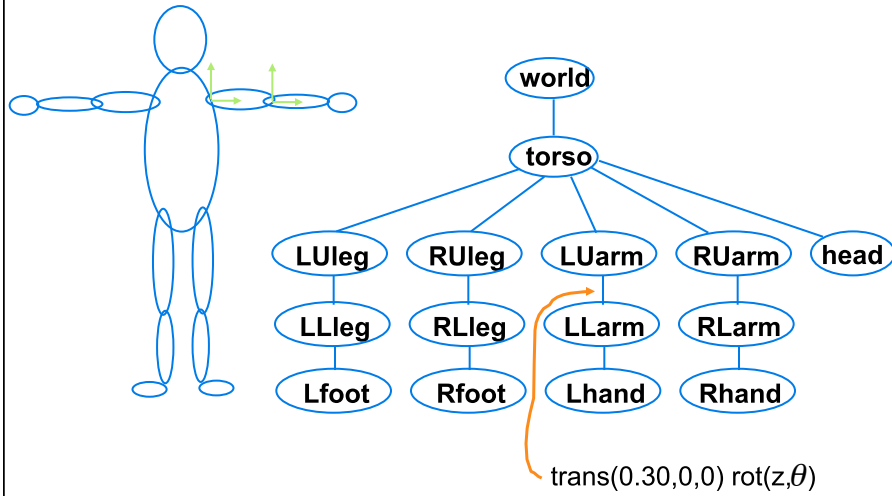 world
torso
LUleg RUleg LUarm RUarm head
LLleg RLleg LLarm RLarm
Lfoot Rfoot Lhand Rhand
trans(0.30,0,0) rot(z,θ)